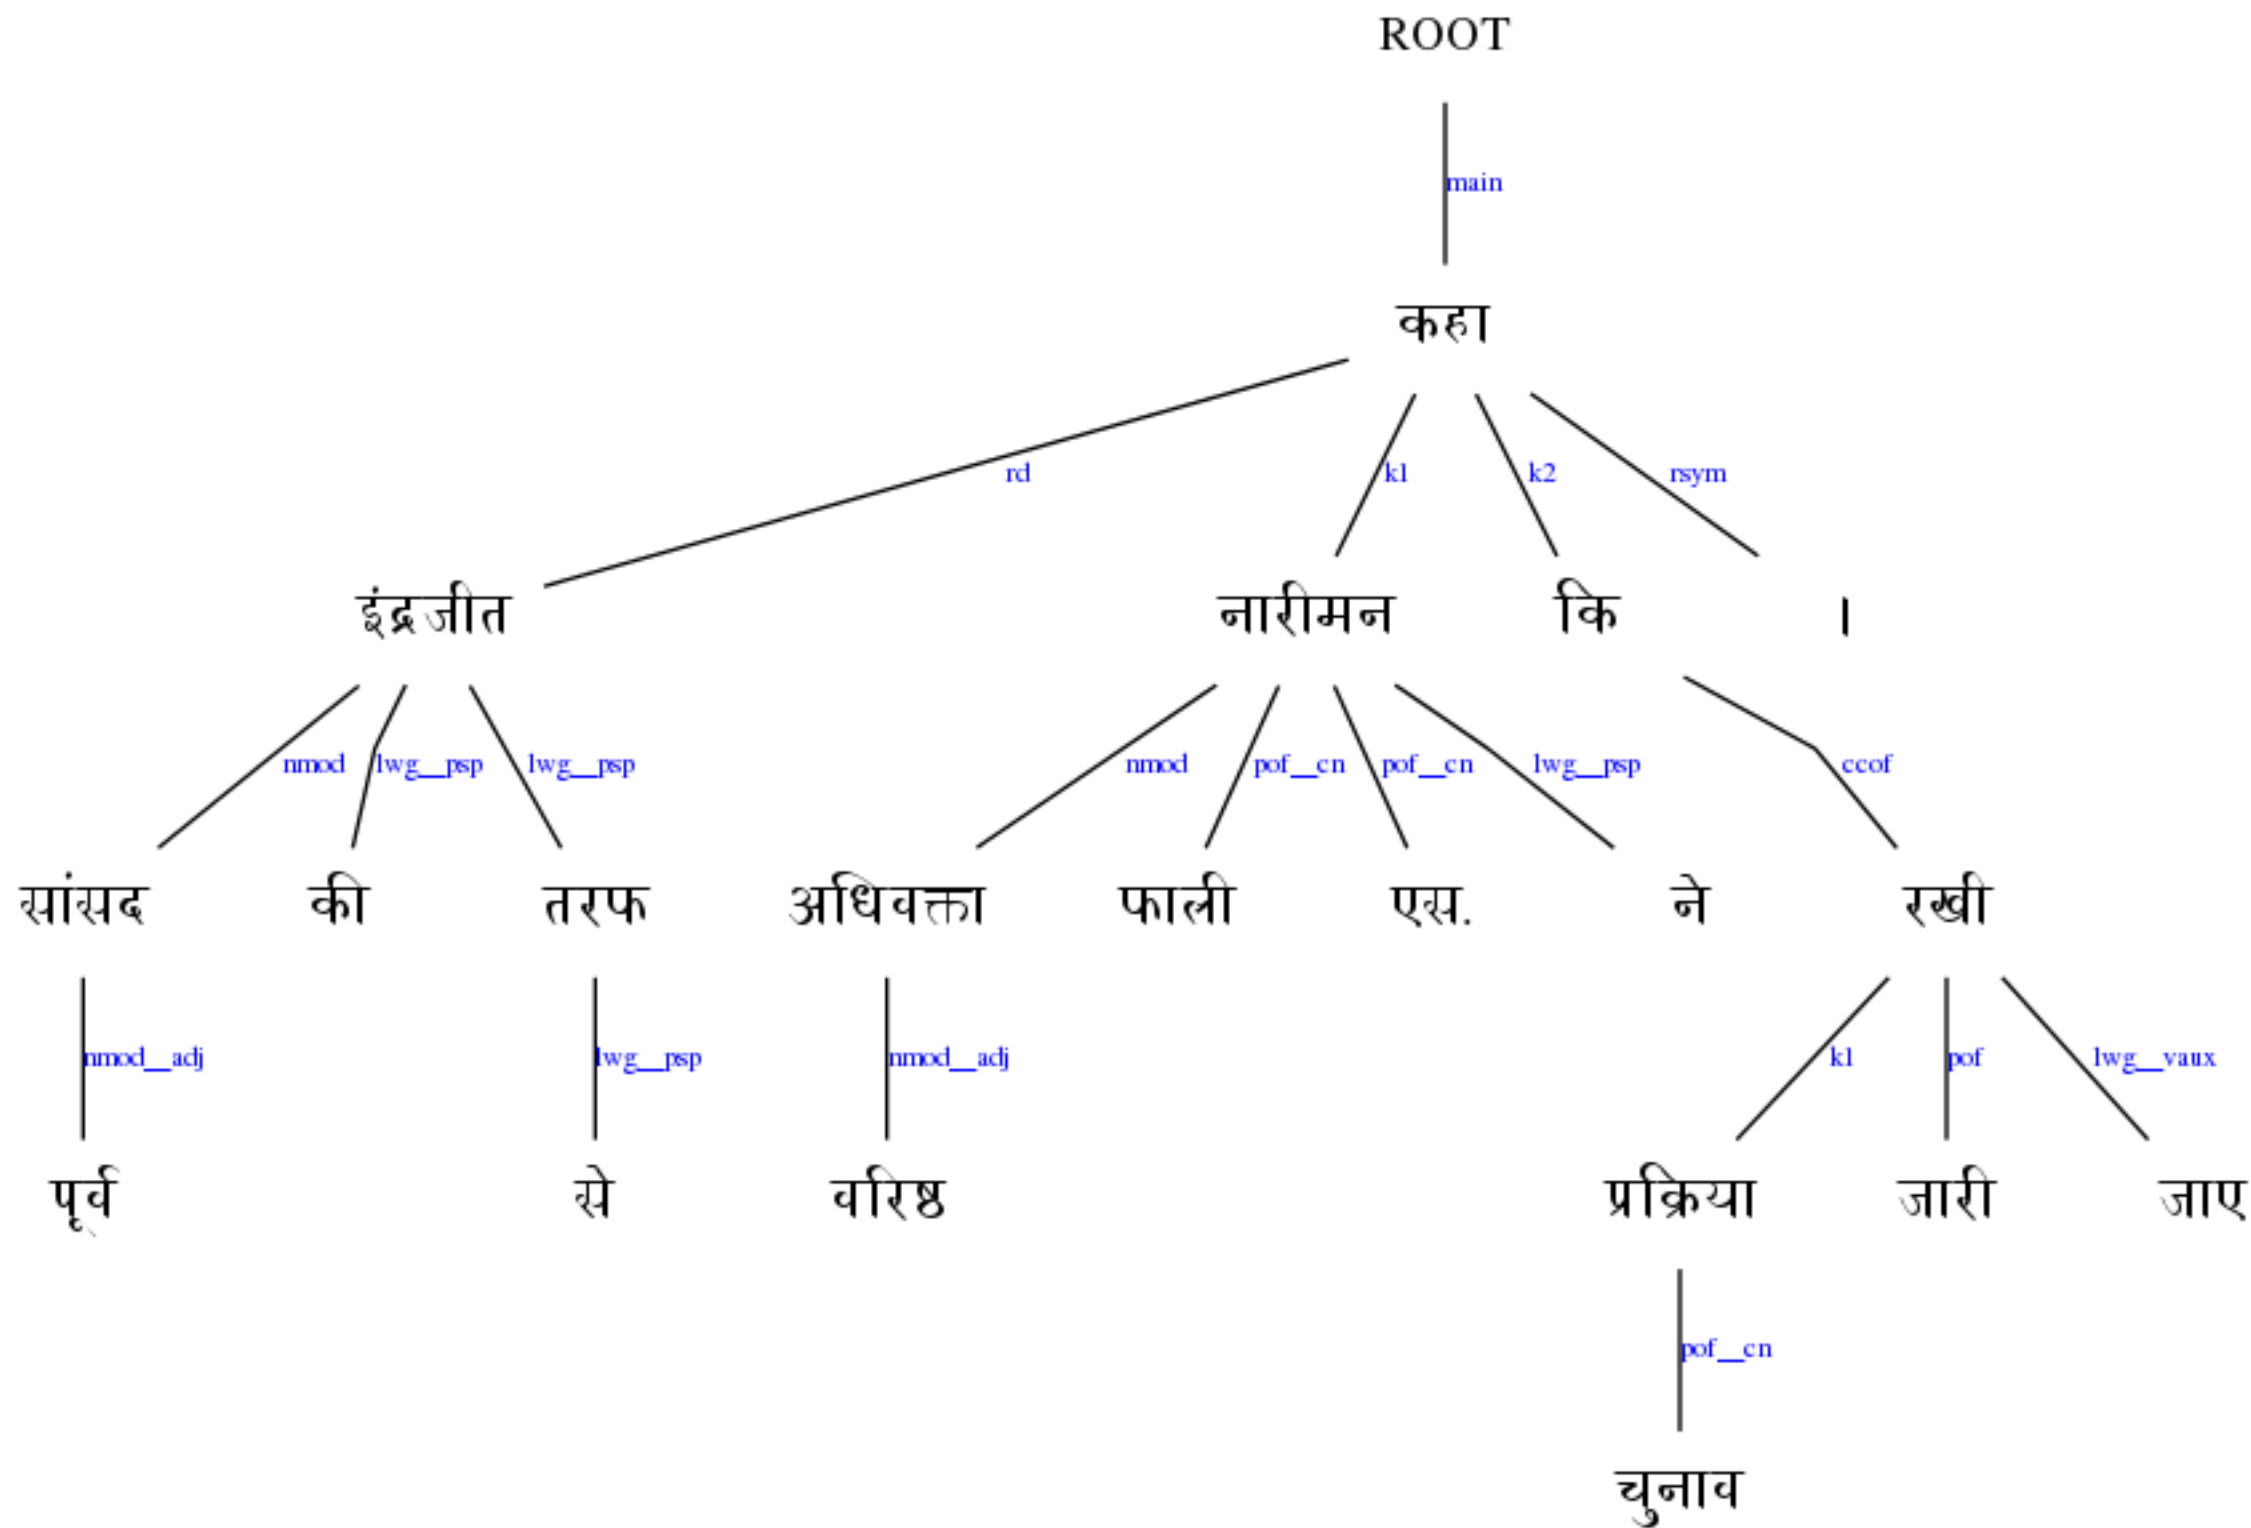 ROOT
main
कहा
rd k1 k2 rsym
इंद्रजीत नारीमन कि ।
nmod lwg__psp lwg__psp nmod pof__cn pof__cn lwg__psp ccof
सांसद की तरफ अधिवक्ता फाली एस. ने रखी
nmod__adj lwg__psp nmod__adj k1 pof lwg__vaux
पूर्व से वरिष्ठ प्रक्रिया जारी जाए
pof__cn
चुनाव